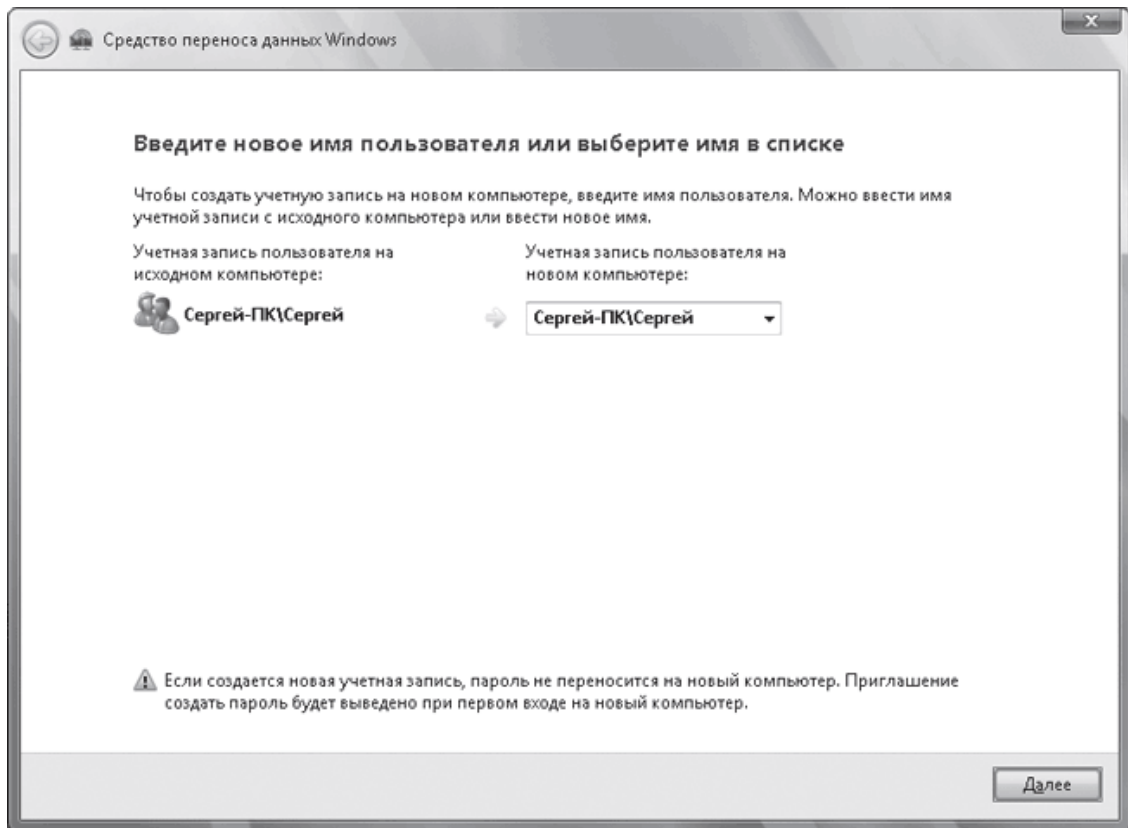 Средство переноса данных Windows
Введите новое имя пользователя или выберите имя в списке
Чтобы создать учетную запись на новом компьютере, введите имя пользователя. Можно ввести имя
учетной записи с исходного компьютера или ввести новое имя.
Учетная запись пользователя на
исходном компьютере:
Учетная запись пользователя на
новом компьютере:
Сергей-ПК\Сергей
Сергей-ПК\Сергей
Если создается новая учетная запись, пароль не переносится на новый компьютер. Приглашение
создать пароль будет выведено при первом входе на новый компьютер.
Далее